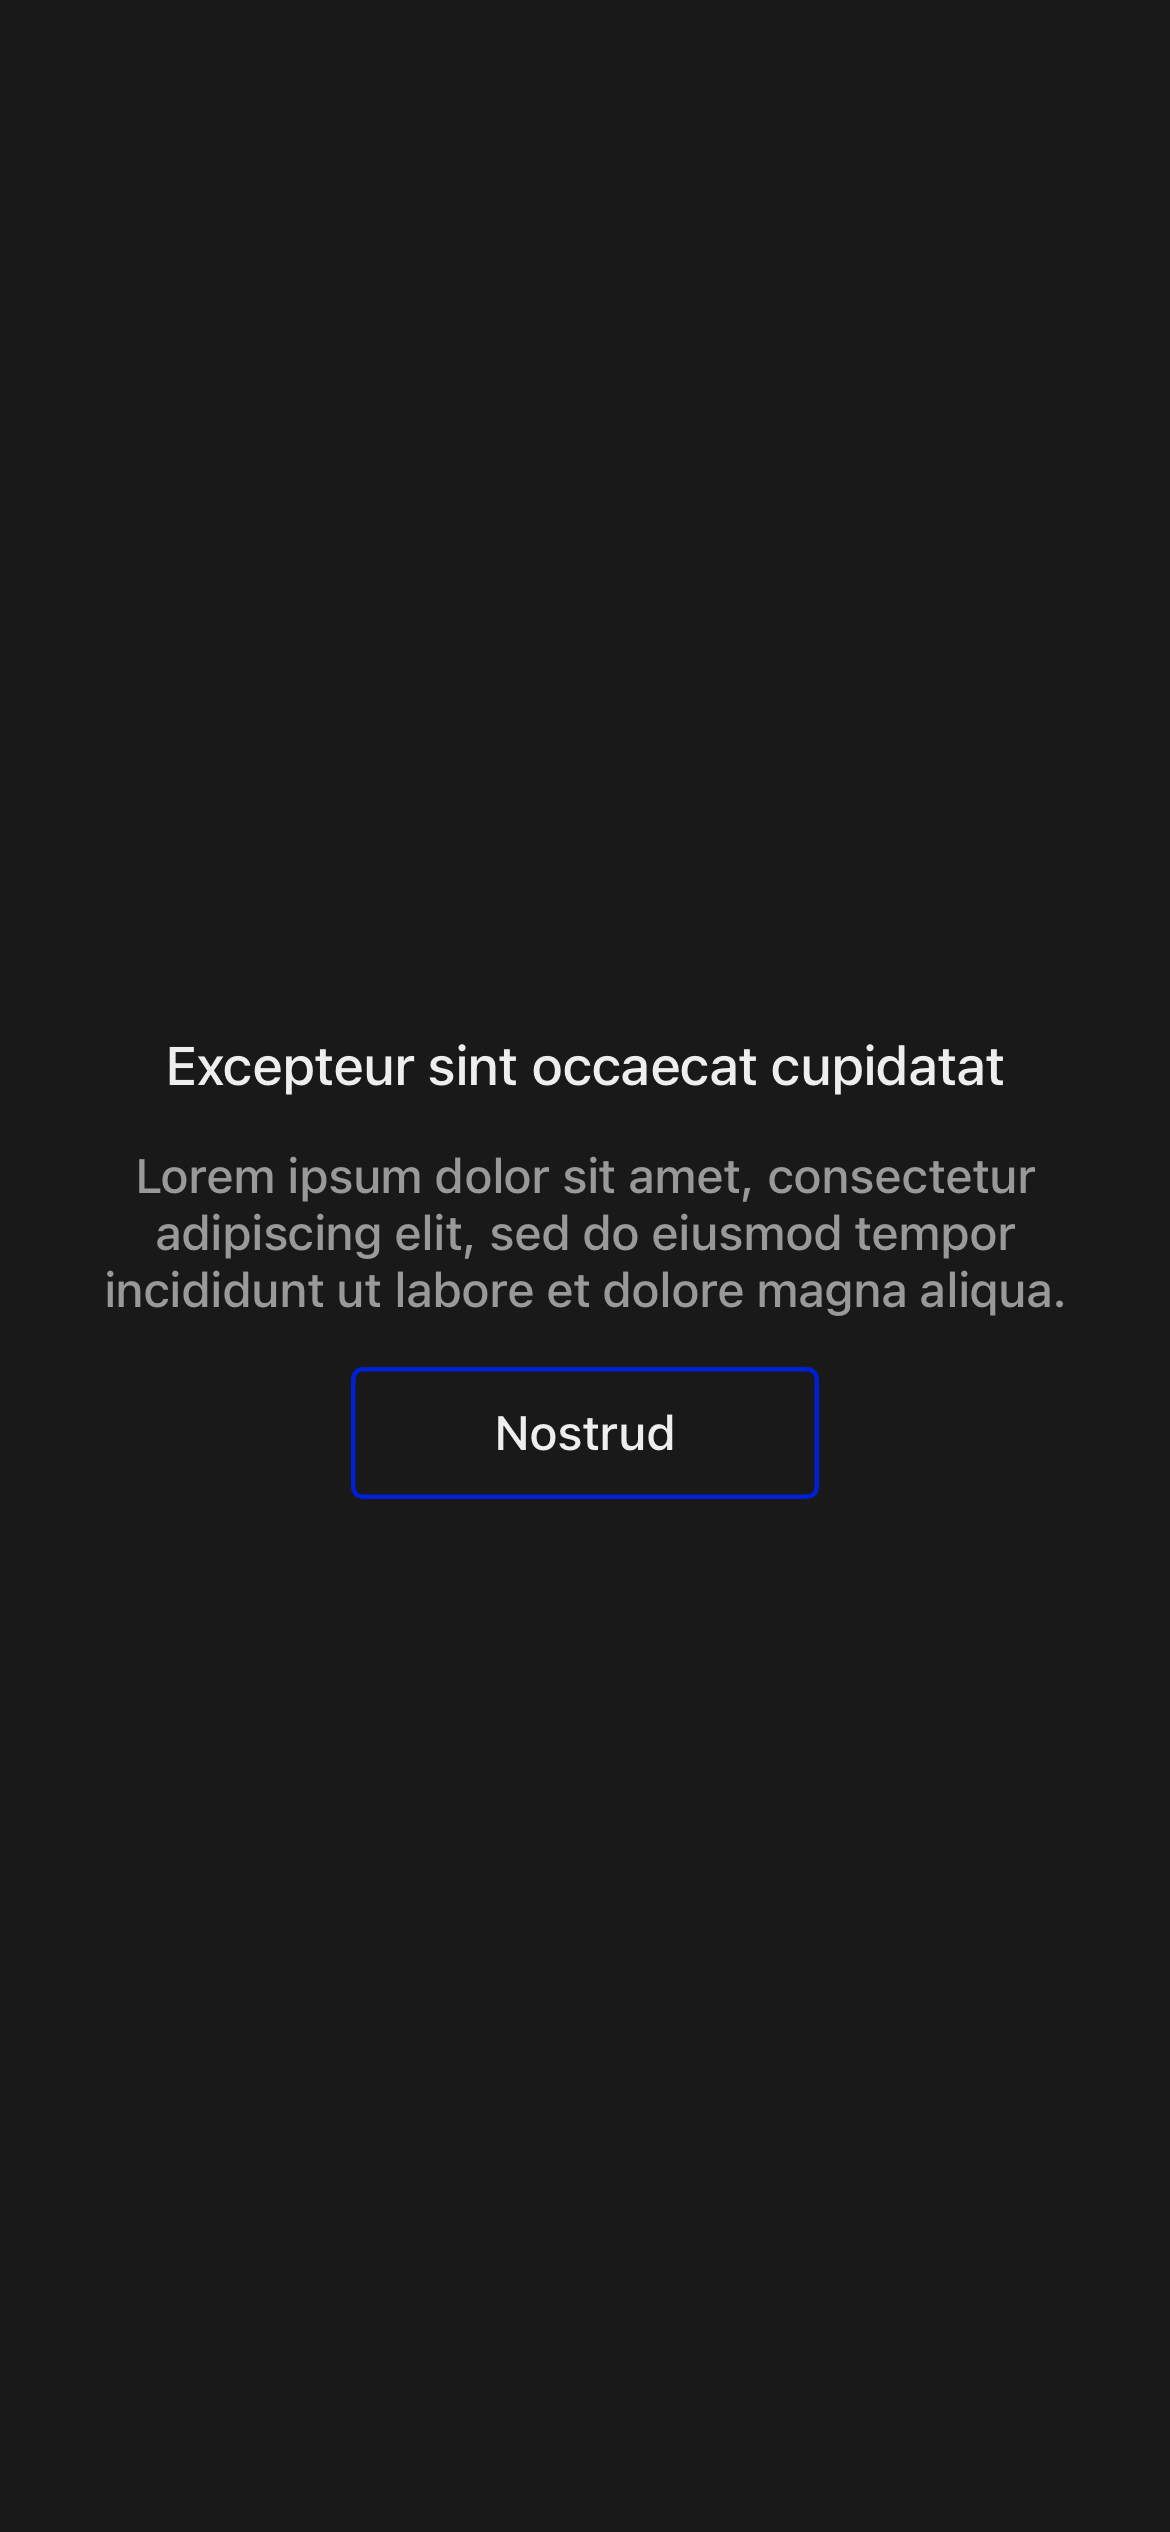 Excepteur sint occaecat cupidatat
Lorem ipsum dolor sit amet, consectetur
adipiscing elit, sed do eiusmod tempor
incididunt ut labore et dolore magna aliqua.
Nostrud